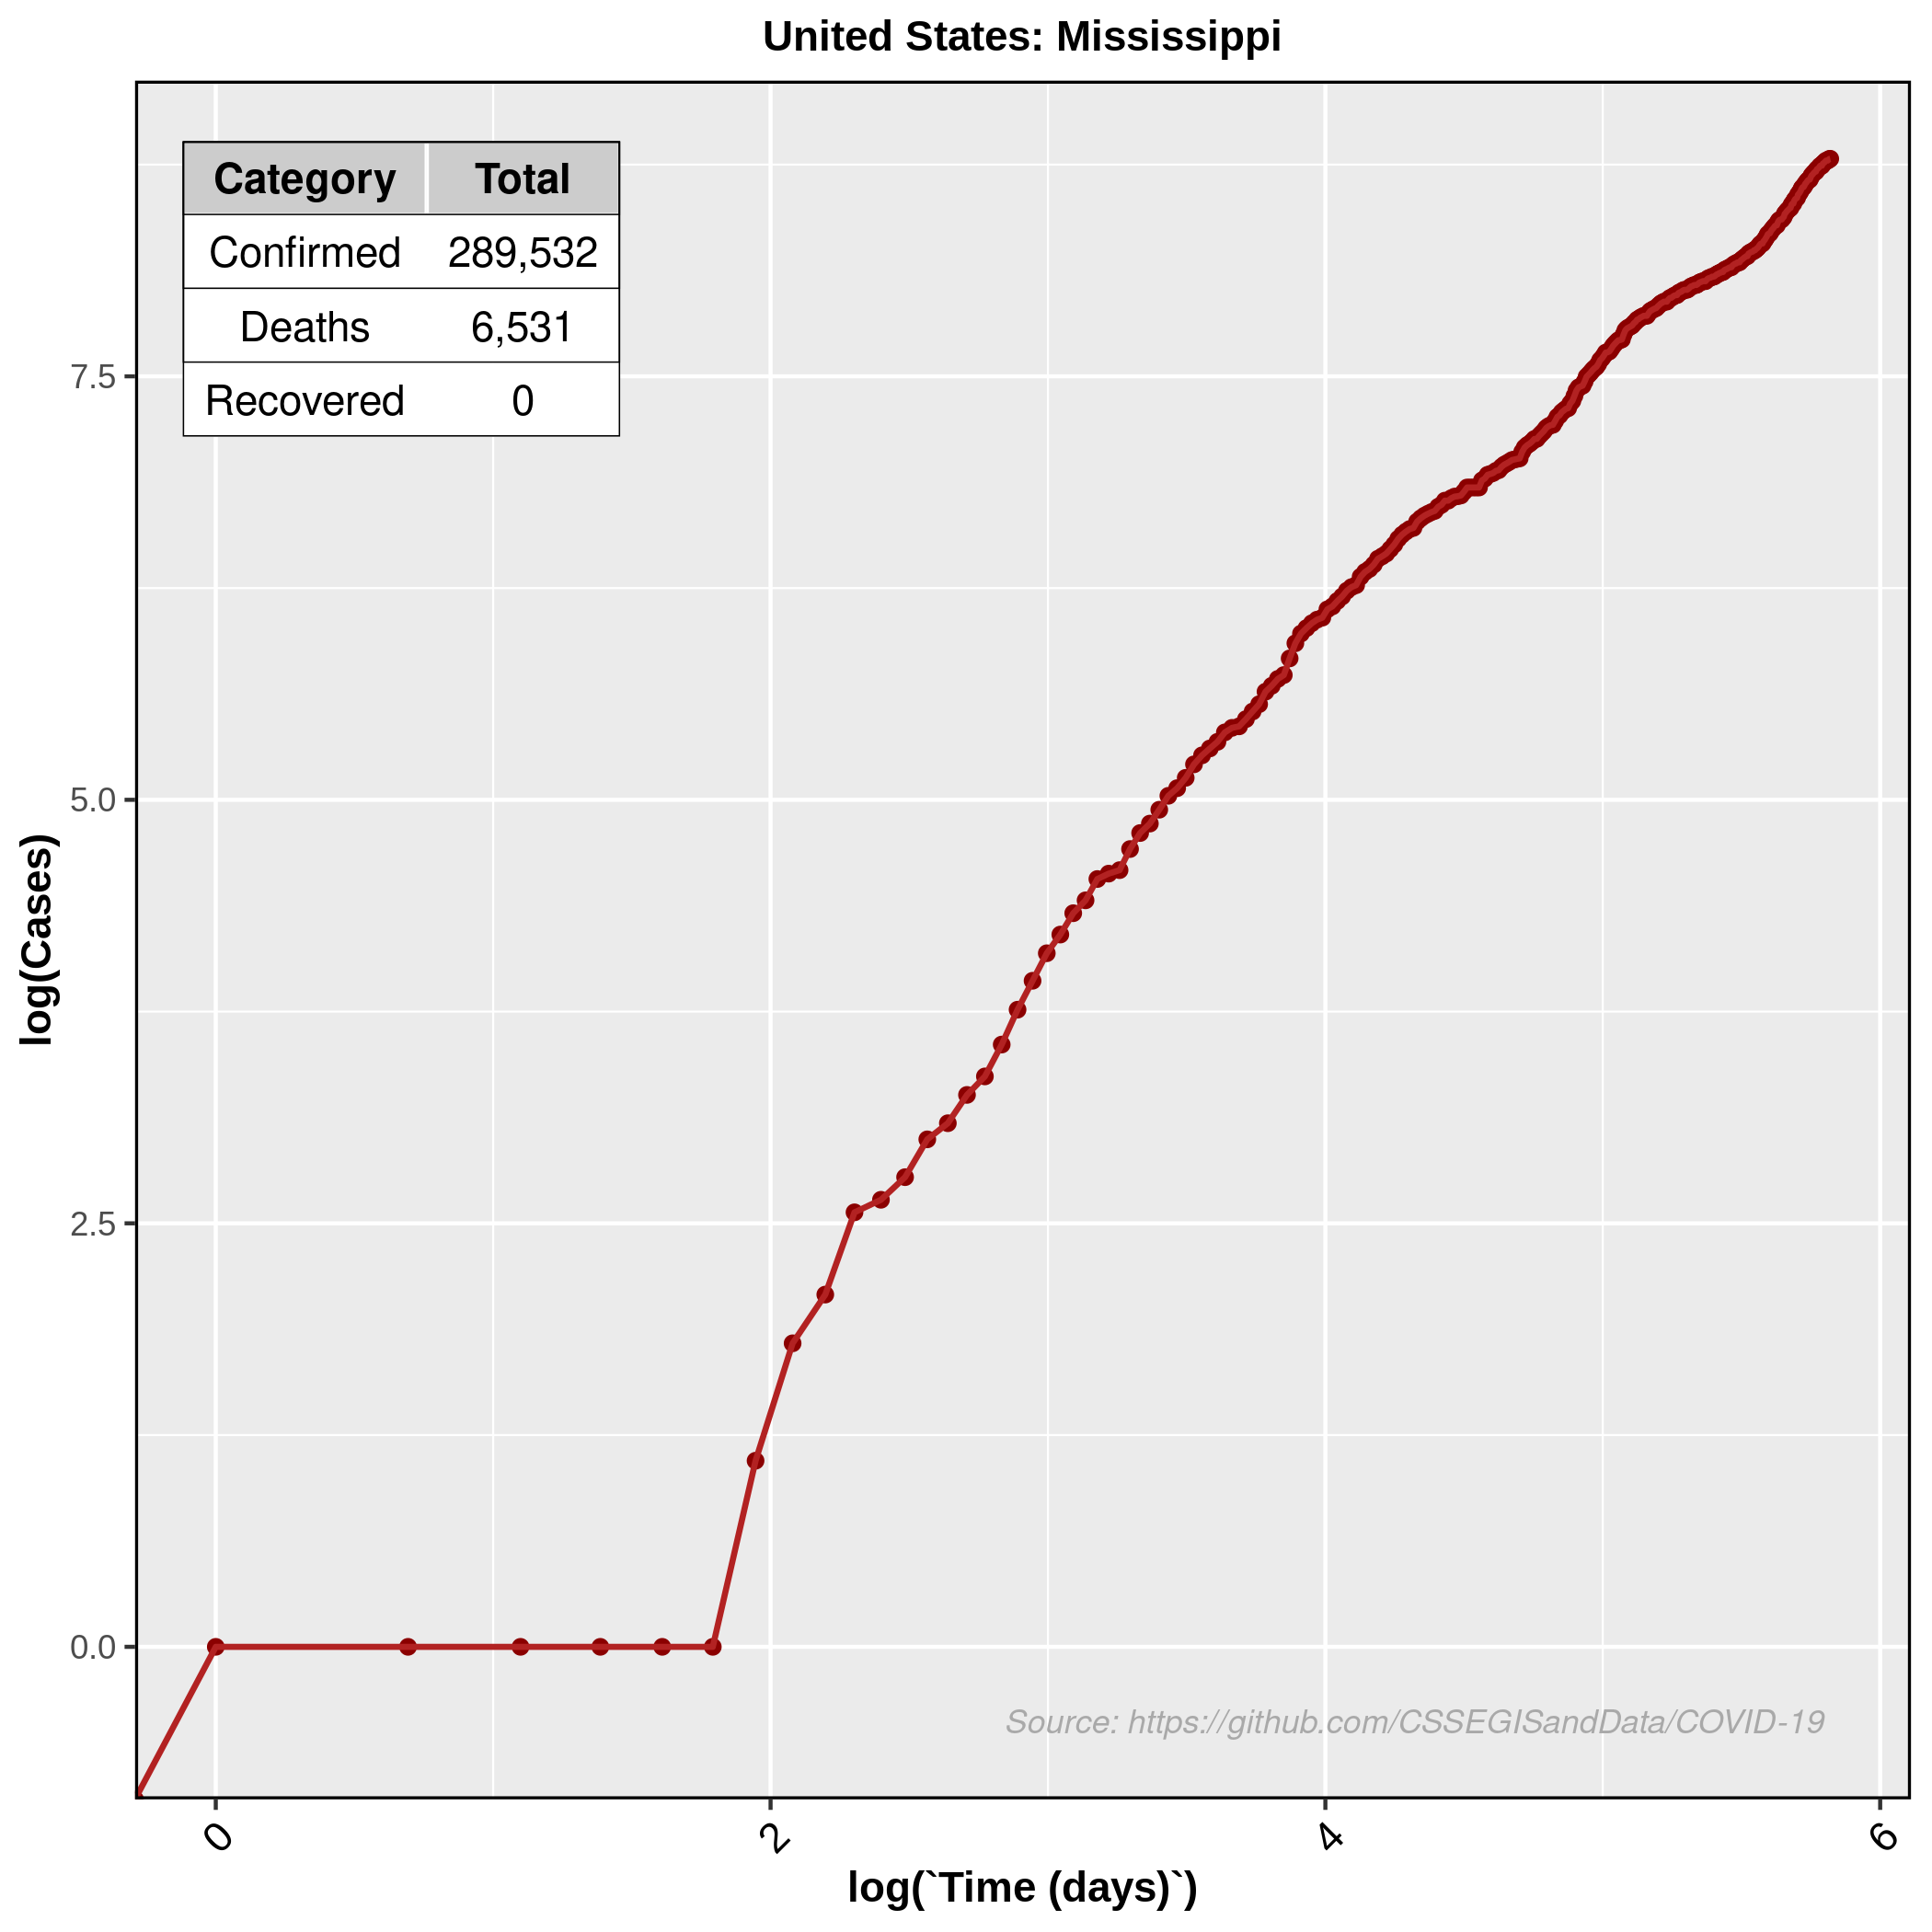 United States: Mississippi
Category Total
Confirmed 289,532
Deaths 6,531
Recovered 0
7.5
5.0
2.5
0.0
log(Cases)
Source: https://github.com/CSSEGISandData/COVID-19
0 2 4 6
log(`Time (days)`)